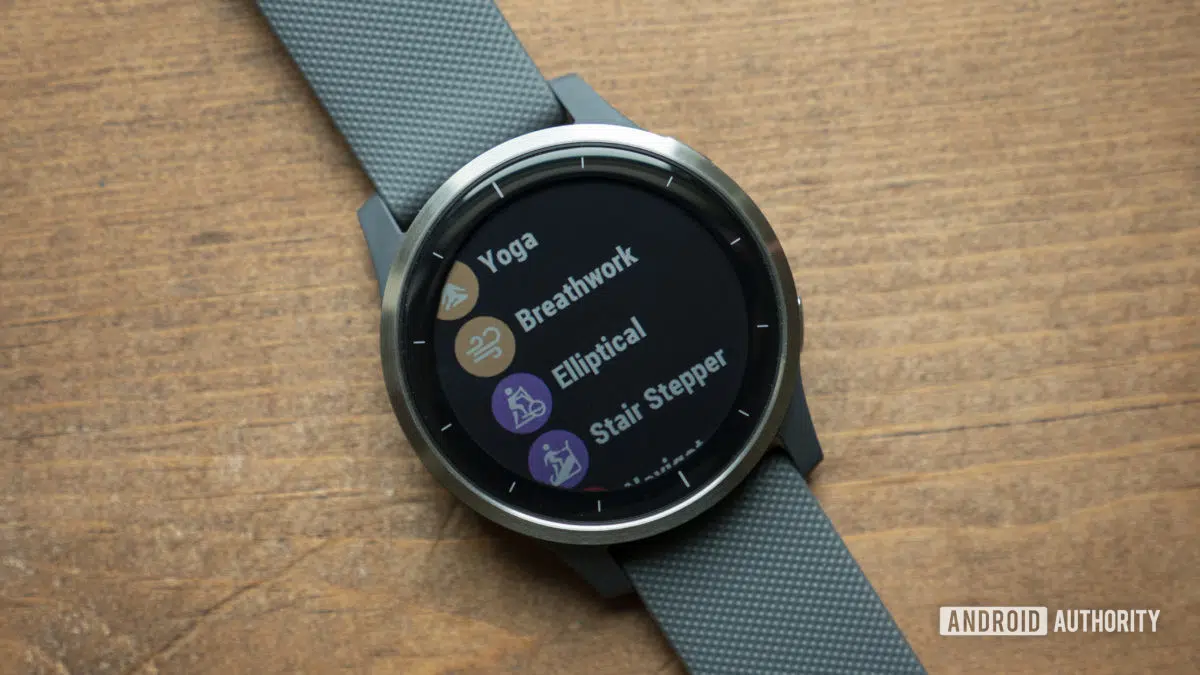 Yoga
Breathwork
Elliptical
Stair Stepper
ANDROID AUTHORITY